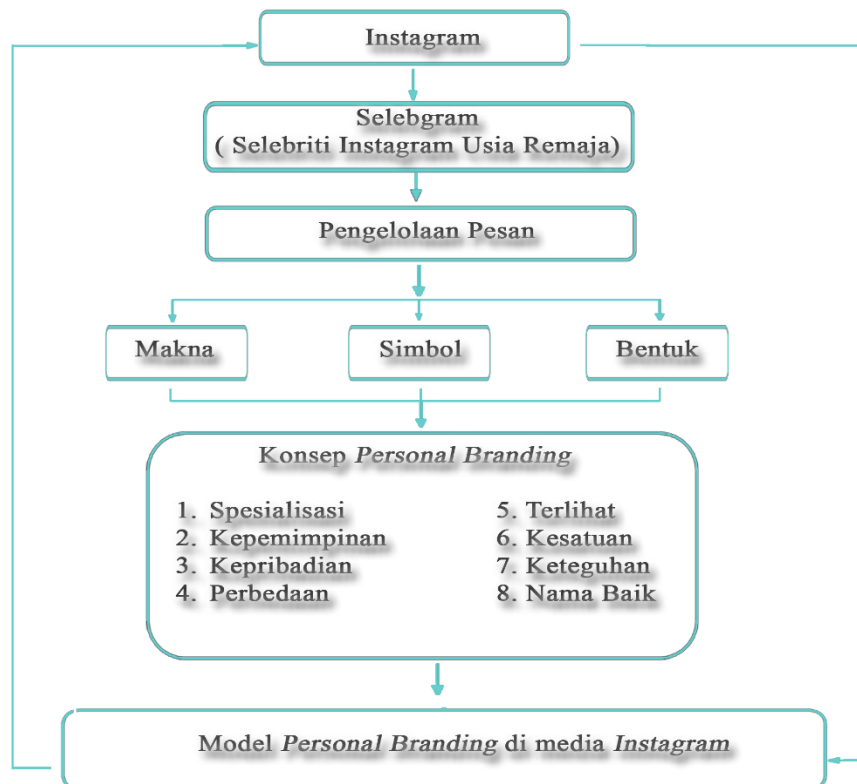 Instagram
Selebgram
( Selebriti Instagram Usia Remaja)
Pengelolaan Pesan
Makna
Simbol
Bentuk
Konsep Personal Branding
1. Spesialisasi
2. Kepemimpinan
3. Kepribadian
4. Perbedaan
5. Terlihat
6. Kesatuan
7. Keteguhan
8. Nama Baik
Model Personal Branding di media Instagram